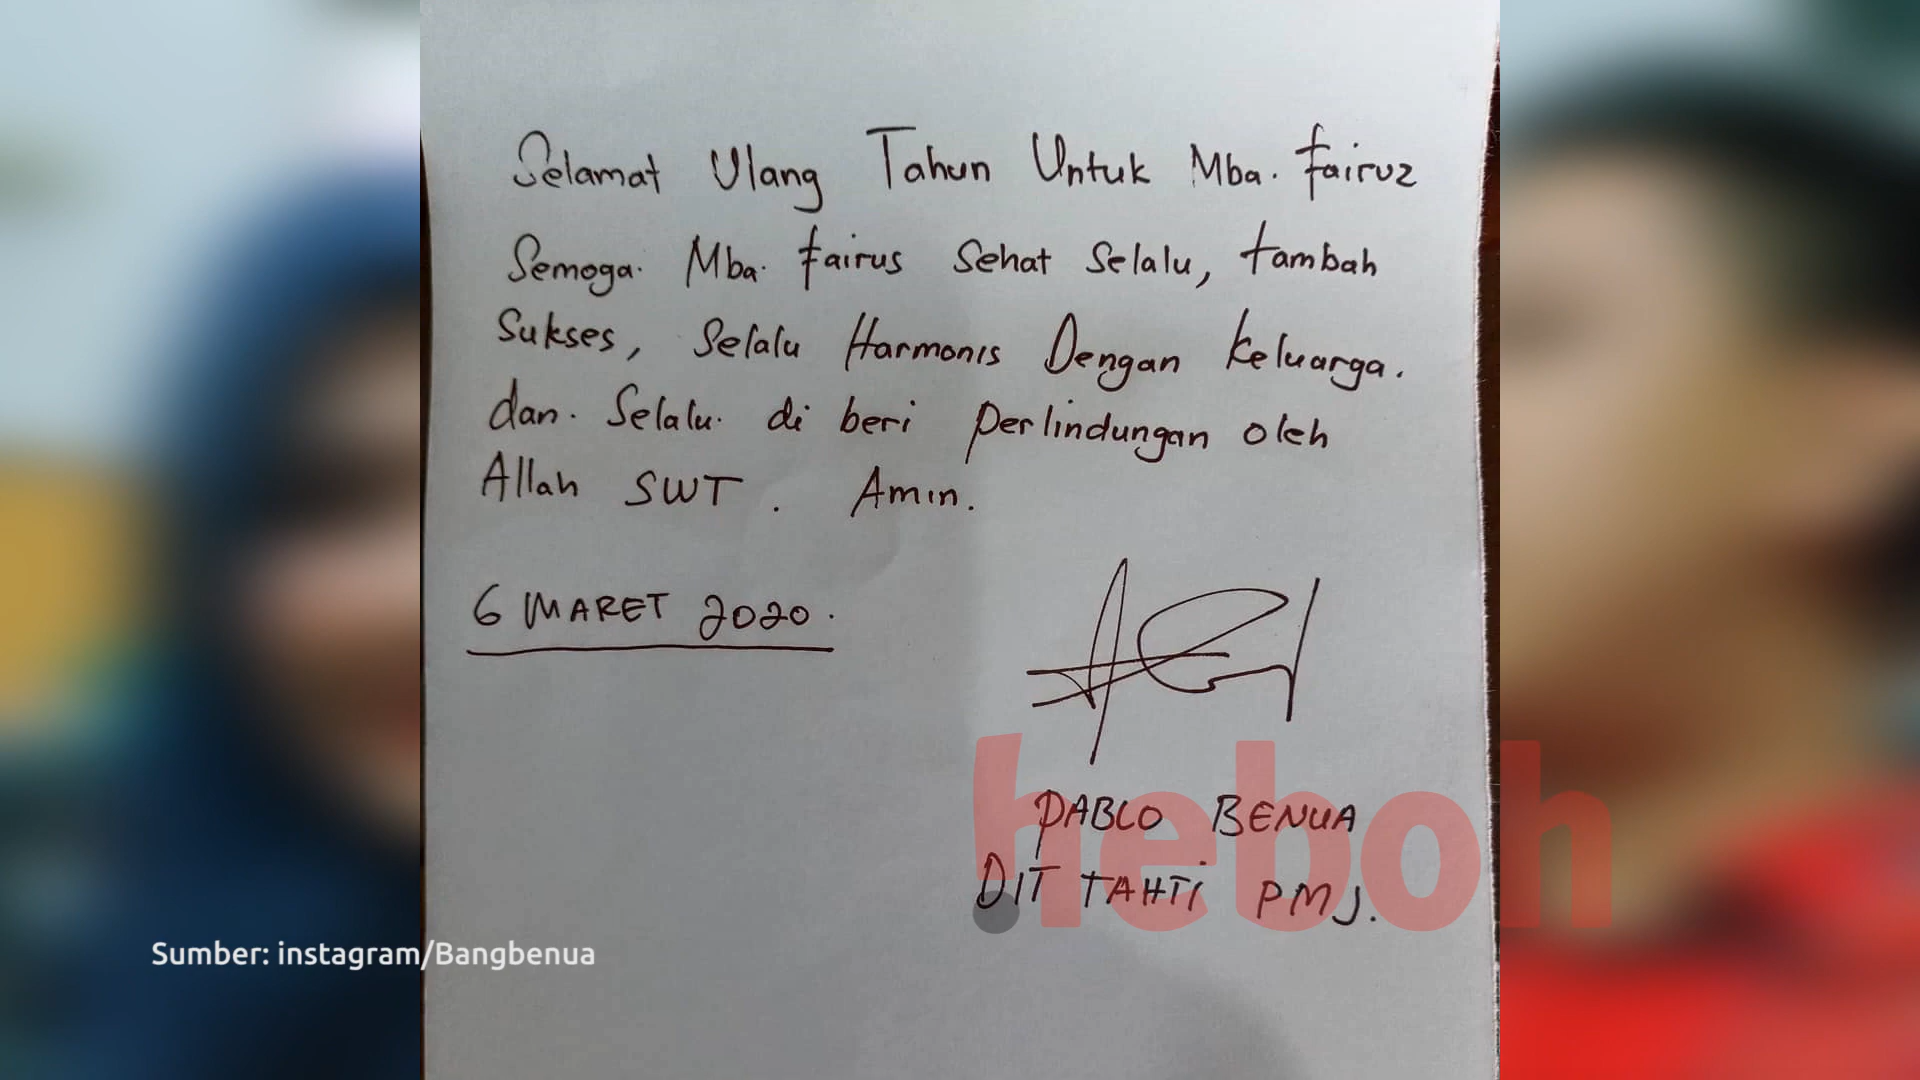 Selamat Ulang Tahun Untuk Mba. fairuz
Semoga. Mba. fairus Sehat Selalu, tambah
Sukses, Selalu Harmonis Dengan keluarga.
dan. Selalu. di beri perlindungan oleh
Allah SWT. Amin.
6 MARET 2020.
PABLO BENUA
DIT TAHTI PMJ.
heboh
Sumber: instagram/Bangbenua